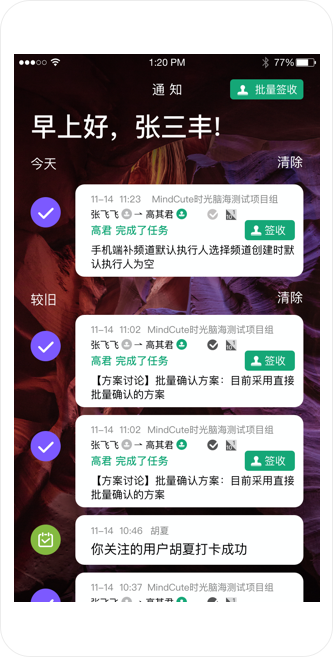 1:20 PM 77%
通 知
批量签收
早上好，张三丰!
今天 清除
11-14 11:23 MindCute时光脑海测试项目组
张飞飞 → 高其君
高君 完成了任务 签收
手机端补频道默认执行人选择频道创建时默
认执行人为空
较旧 清除
11-14 11:02 MindCute时光脑海测试项目组
张飞飞 → 高其君
高君 完成了任务 签收
【方案讨论】批量确认方案：目前采用直接
批量确认的方案
11-14 11:02 MindCute时光脑海测试项目组
张飞飞 → 高其君
高君 完成了任务 签收
【方案讨论】批量确认方案：目前采用直接
批量确认的方案
11-14 10:46 胡夏
你关注的用户胡夏打卡成功
11-14 10:37 MindCute时光脑海测试项目组
张飞飞 → 高其君